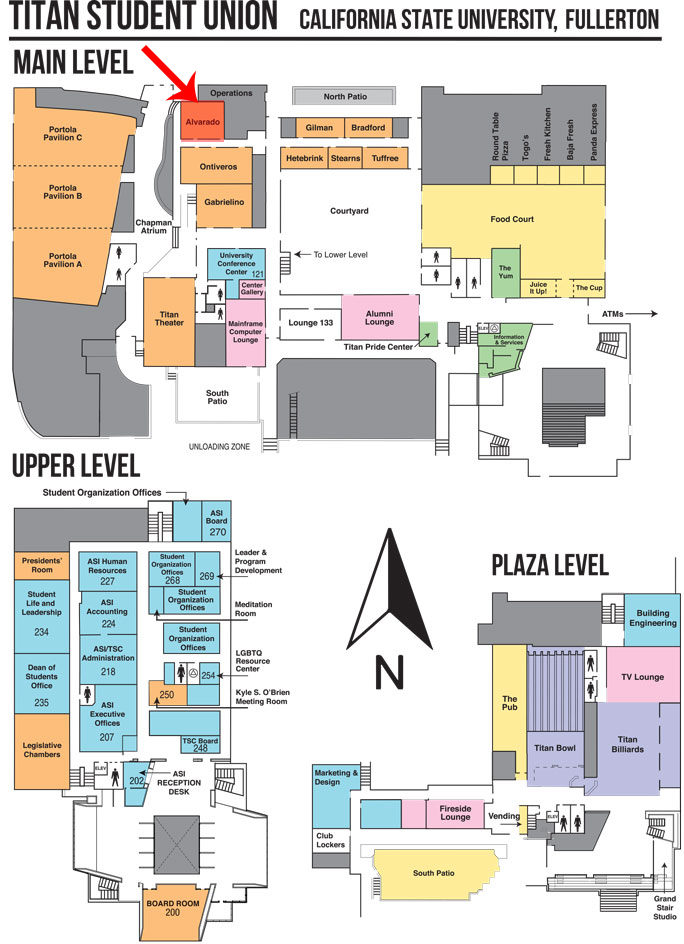 TITAN STUDENT UNION CALIFORNIA STATE UNIVERSITY, FULLERTON
MAIN LEVEL
Operations
North Patio
Alvarado
Portola
Pavilion C
Gilman
Bradford
Round Table
Pizza
Togo's
Fresh Kitchen
Baja Fresh
Panda Express
Ontiveros
Hetebrink
Stearns
Tuffree
Portola
Pavilion B
Gabrielino
Courtyard
Food Court
Chapman
Atrium
Portola
Pavilion A
University
Conference
Center 121
To Lower Level
The
Yum
Center
Gallery
Juice
It Up!
The Cup
Titan
Theater
Mainframe
Computer
Lounge
Lounge 133
Alumni
Lounge
ATMs
ELEV
Information
& Services
Titan Pride Center
South
Patio
UNLOADING ZONE
UPPER LEVEL
Student Organization Offices
ASI
Board
270
Presidents'
Room
ASI Human
Resources
227
Student
Organization
Offices
268
269
Leader &
Program
Development
Student
Life and
Leadership
234
ASI
Accounting
224
Student
Organization
Offices
Meditation
Room
ASI/TSC
Administration
218
Student
Organization
Offices
LGBTQ
Resource
Center
254
Dean of
Students
Office
235
250
Kyle S. O'Brien
Meeting Room
ASI
Executive
Offices
207
TSC Board
248
Legislative
Chambers
ELEV
202
ASI
RECEPTION
DESK
BOARD ROOM
200
N
PLAZA LEVEL
Building
Engineering
TV Lounge
The
Pub
Titan Bowl
Titan
Billiards
Marketing &
Design
Fireside
Lounge
Vending
ELEV
Club
Lockers
South Patio
Grand
Stair
Studio